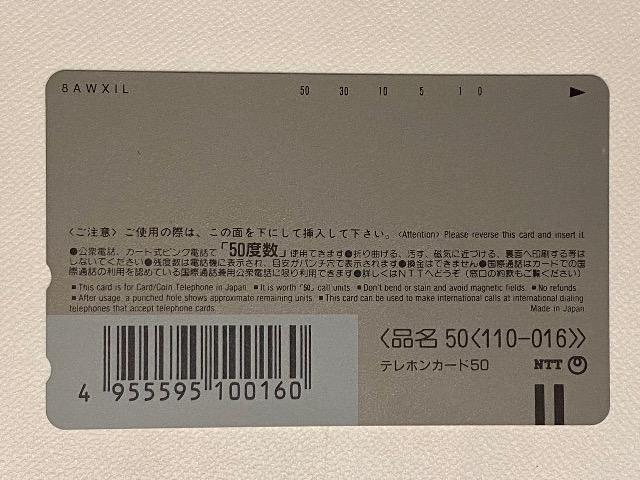 8AWXIL 50 30 10 5 1 0
〈ご注意〉ご使用の際は、この面を下にして挿入して下さい。〈Attention〉Please reverse this card and insert it.
●公衆電話、カード式ピンク電話で「50度数」使用できます●折り曲げる、汚す、磁気に近づける、裏面へ印刷する等は
しないでください●残度数は電話機に表示され、目安がパンチ穴で表示されます●換金はできません●国際通話はカードでの国
際通話の利用を認めている国際通話兼用公衆電話に限り利用できます●詳しくはNTTへどうぞ(窓口の約款もご覧ください)
■This card is for Card/Coin Telephone in Japan. ■It is worth "50" call units. ■Don't bend or stain and avoid magnetic fields. ■No refunds
■After usage, a punched hole shows approximate remaining units. ■This card can be used to make international calls at international dialing
telephones that accept telephone cards. Made in Japan
〈品名 50〈110-016〉〉
テレホンカード50 NTT
4 955595 100160